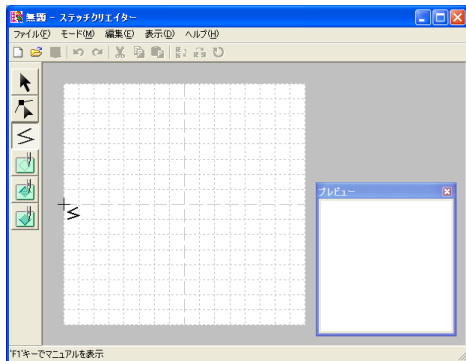 無題 - ステッチクリエイター
ファイル(F) モード(M) 編集(E) 表示(D) ヘルプ(H)
プレビュー
'F1'キーでマニュアルを表示